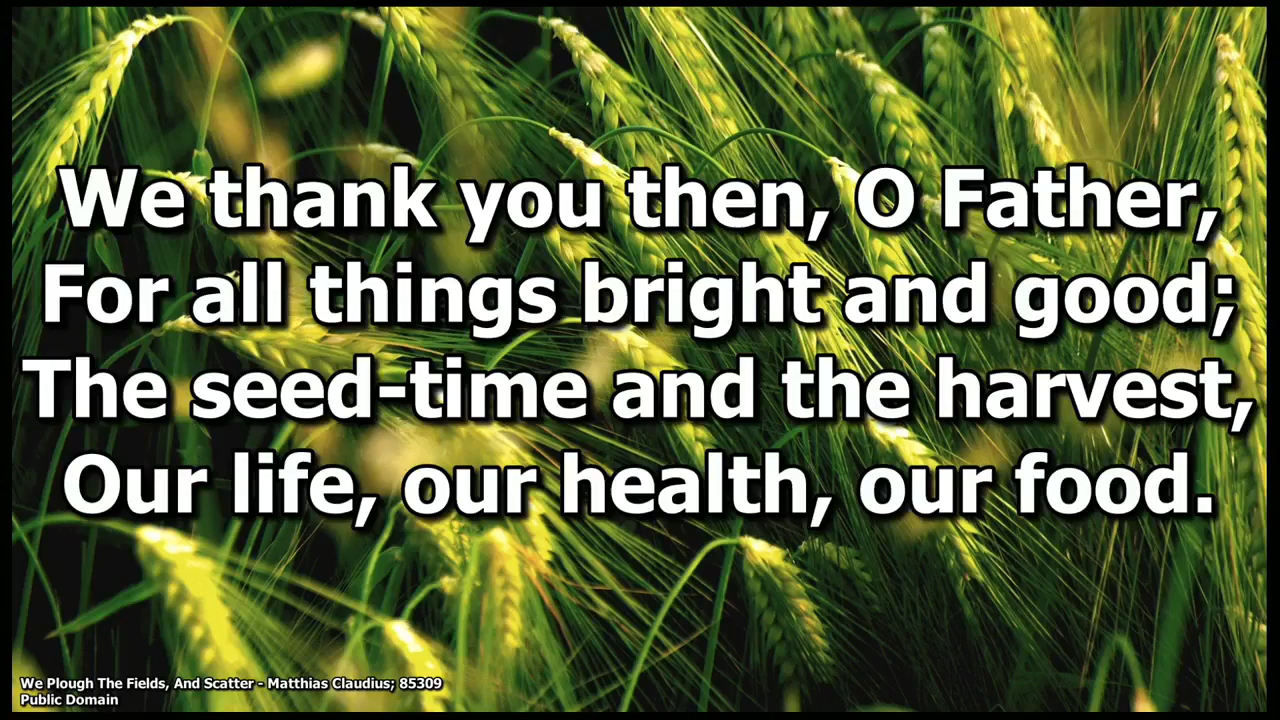 We thank you then, O Father,
For all things bright and good;
The seed-time and the harvest,
Our life, our health, our food.
We Plough The Fields, And Scatter - Matthias Claudius; 85309
Public Domain